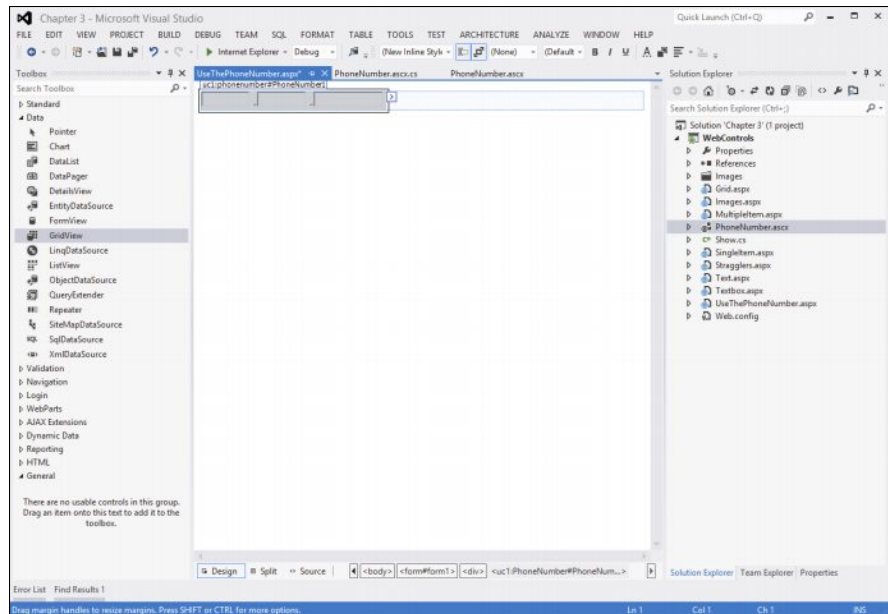 Chapter 3 - Microsoft Visual Studio
Quick Launch (Ctrl+Q)
FILE EDIT VIEW PROJECT BUILD DEBUG TEAM SQL FORMAT TABLE TOOLS TEST ARCHITECTURE ANALYZE WINDOW HELP
Internet Explorer Debug (New Inline Style (None) (Default B I U A
Toolbox
Search Toolbox
Standard
Data
Pointer
Chart
DataList
DataPager
DetailsView
EntityDataSource
FormView
GridView
LinqDataSource
ListView
ObjectDataSource
QueryExtender
Repeater
SiteMapDataSource
SqlDataSource
XmlDataSource
Validation
Navigation
Login
WebParts
AJAX Extensions
Dynamic Data
Reporting
HTML
General
There are no usable controls in this group.
Drag an item onto this text to add it to the
toolbox.
UseThePhoneNumber.aspx* PhoneNumber.ascx.cs PhoneNumber.ascx
uc1:phonenumber#PhoneNumber1
Design Split Source <body> <form#form1> <div> <uc1:PhoneNumber#PhoneNum...>
Solution Explorer
Search Solution Explorer (Ctrl+;)
Solution 'Chapter 3' (1 project)
WebControls
Properties
References
Images
Grid.aspx
Images.aspx
MultipleItem.aspx
PhoneNumber.ascx
Show.cs
SingleItem.aspx
Stragglers.aspx
Text.aspx
Textbox.aspx
UseThePhoneNumber.aspx
Web.config
Solution Explorer Team Explorer Properties
Error List Find Results 1
Drag margin handles to resize margins. Press SHIFT or CTRL for more options. Ln 1 Col 1 Ch 1 INS